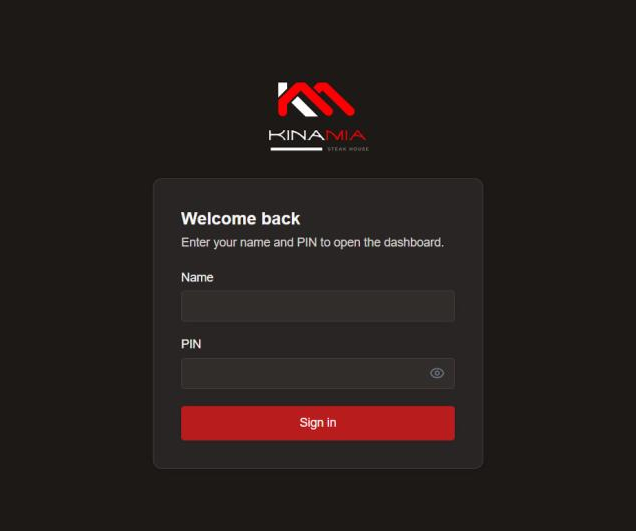 KINAMIA
STEAK HOUSE
Welcome back
Enter your name and PIN to open the dashboard.
Name
PIN
Sign in